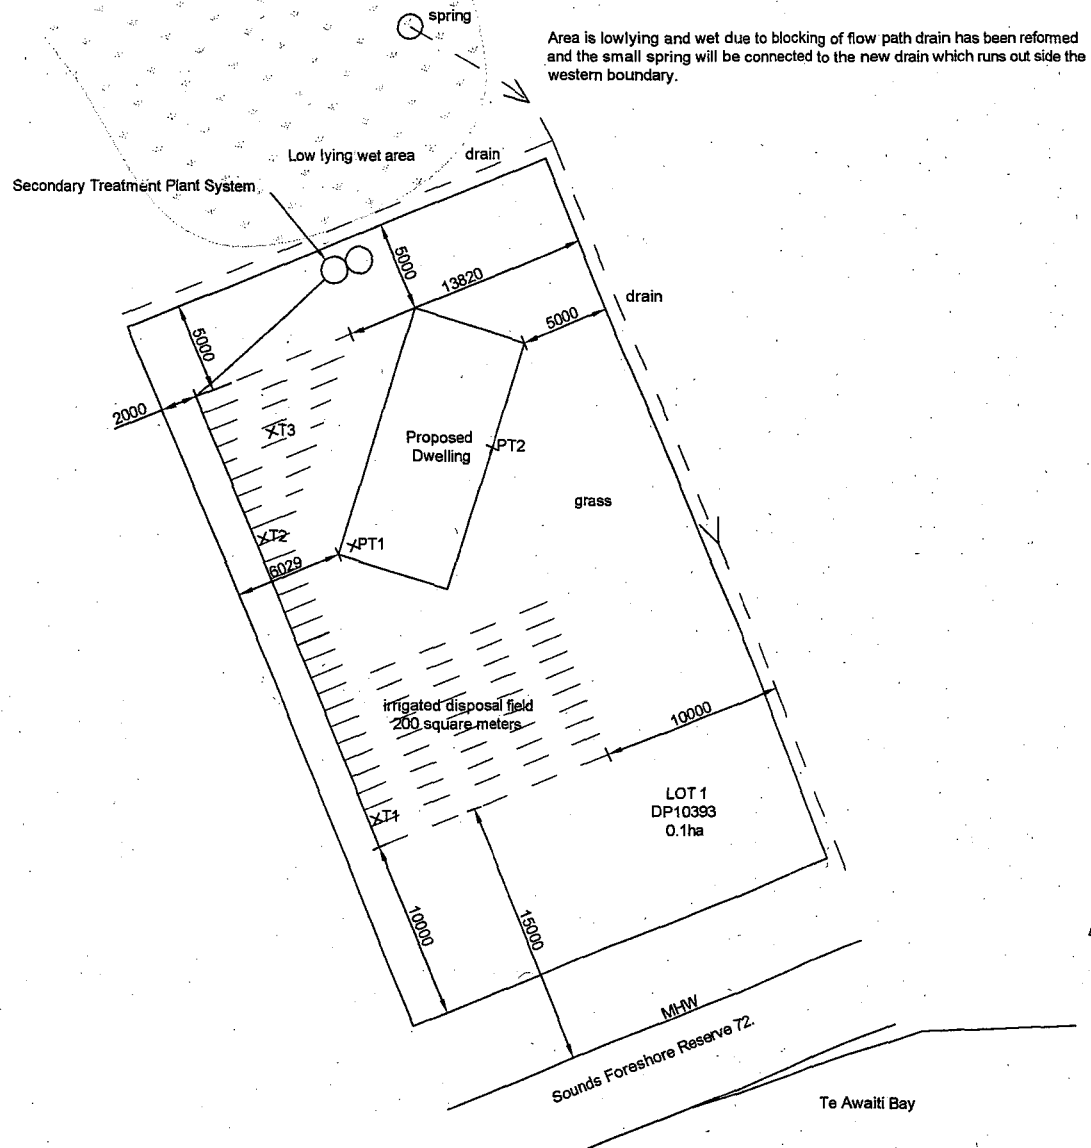 spring
Area is lowlying and wet due to blocking of flow path drain has been reformed
and the small spring will be connected to the new drain which runs out side the
western boundary.
Low lying wet area
drain
Secondary Treatment Plant System
5000
13820
drain
5000
5000
2000
T3
Proposed
Dwelling
PT2
grass
T2
PT1
6029
irrigated disposal field
200 square meters
10000
LOT 1
DP10393
0.1ha
T1
10000
15000
MHW
Sounds Foreshore Reserve 72.
Te Awaiti Bay